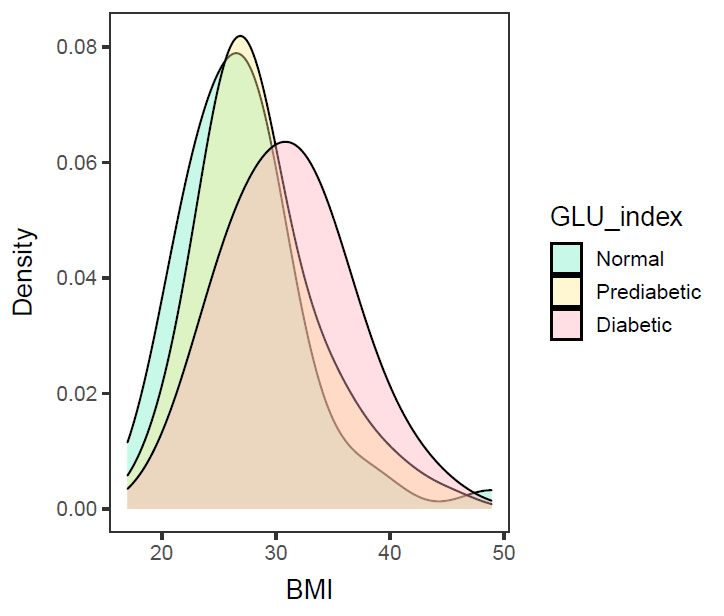 0.08
0.06
0.04
0.02
0.00
Density
20 30 40 50
BMI
GLU_index
Normal
Prediabetic
Diabetic